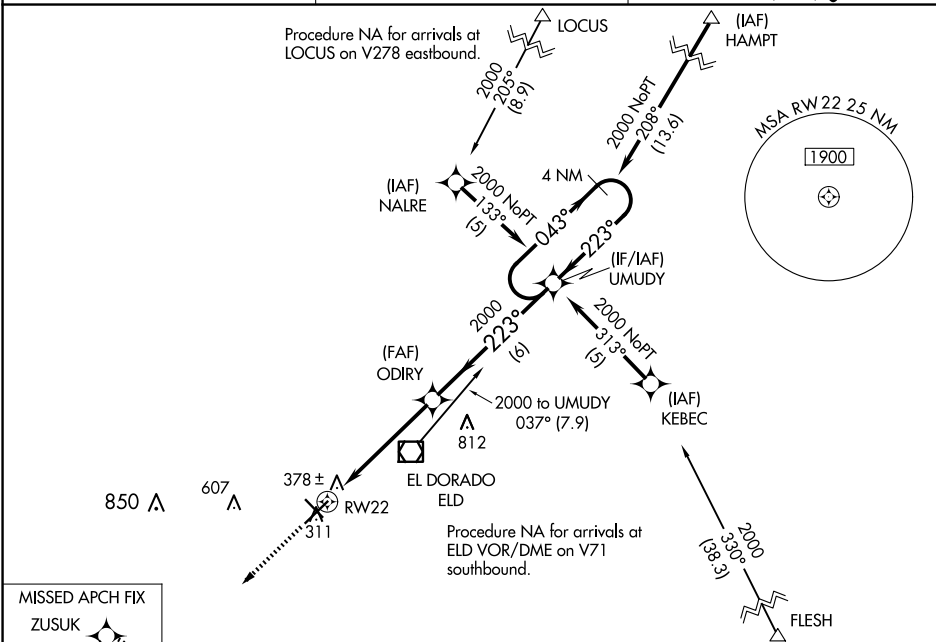 Procedure NA for arrivals at
LOCUS on V278 eastbound.
LOCUS
(IAF)
HAMPT
2000
205°
(8.9)
2000 NoPT
208°
(13.6)
MSA RW22 25 NM
1900
4 NM
(IAF)
NALRE
2000 NoPT
133°
(5)
043°
223°
(IF/IAF)
UMUDY
2000
223°
(6)
2000 NoPT
313°
(5)
(FAF)
ODIRY
(IAF)
KEBEC
2000 to UMUDY
037° (7.9)
812
EL DORADO
ELD
850
607
378 ±
RW22
311
Procedure NA for arrivals at
ELD VOR/DME on V71
southbound.
2000
330°
(38.3)
FLESH
MISSED APCH FIX
ZUSUK